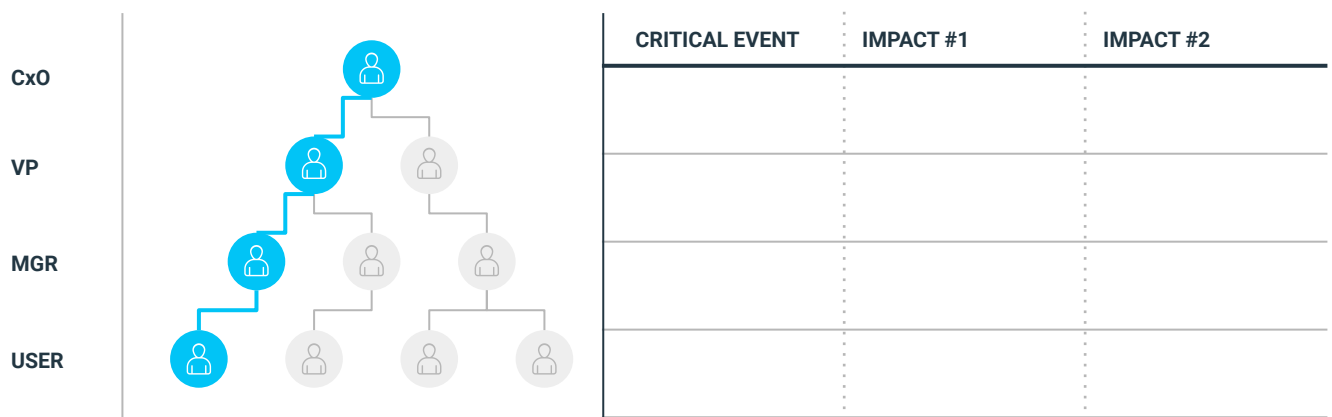 CRITICAL EVENT IMPACT #1 IMPACT #2
CxO
VP
MGR
USER